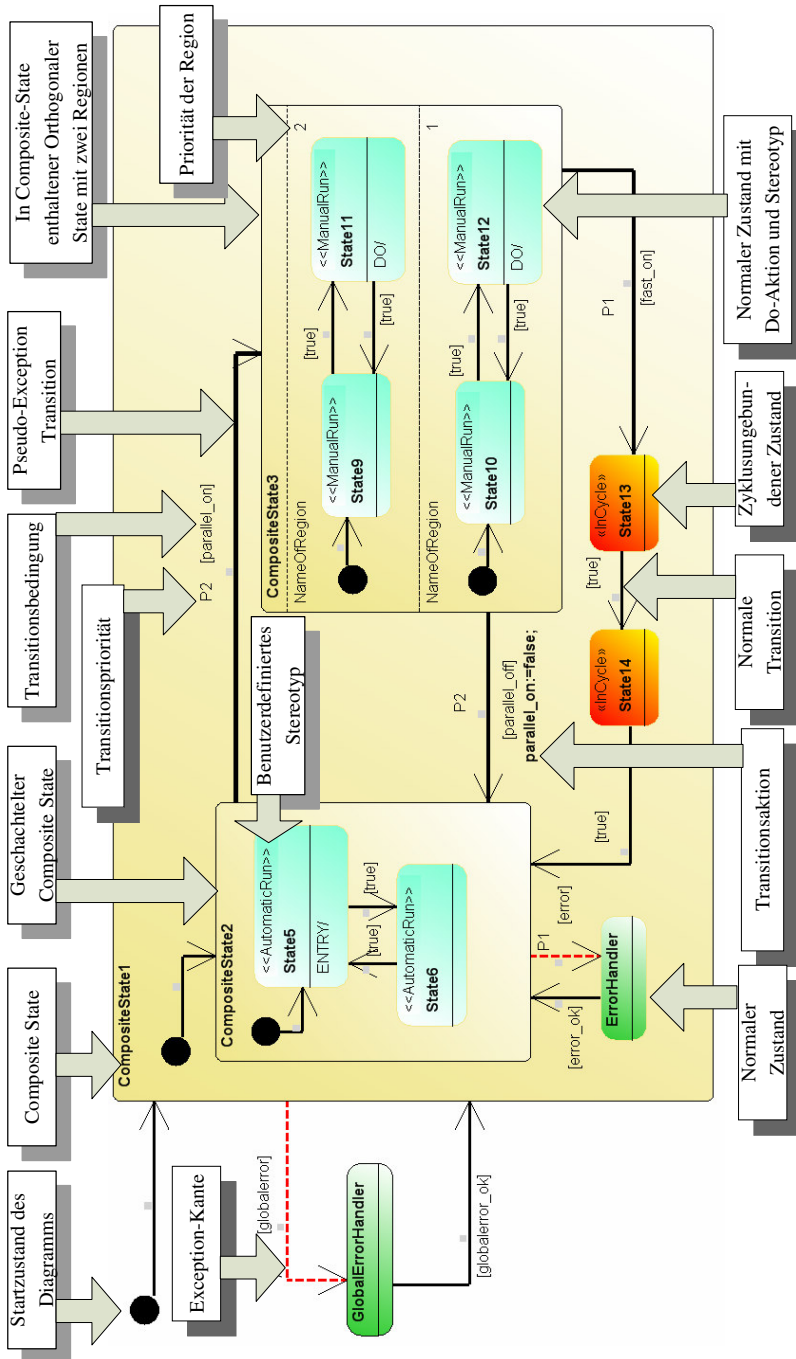 Startzustand des
Diagramms
Composite State
Geschachtelter
Composite State
Transitionsbedingung
Transitionspriorität
Pseudo-Exception
Transition
In Composite-State
enthaltener Orthogonaler
State mit zwei Regionen
Priorität der Region
Benutzerdefiniertes
Stereotyp
Exception-Kante
CompositeState1
CompositeState2
<<AutomaticRun>>
State5
ENTRY/
[true]
[true]
<<AutomaticRun>>
State6
P2
[parallel_on]
CompositeState3
2
NameOfRegion
<<ManualRun>>
State9
[true]
[true]
<<ManualRun>>
State11
DO/
1
NameOfRegion
<<ManualRun>>
State10
[true]
[true]
<<ManualRun>>
State12
DO/
P2
[parallel_off]
parallel_on:=false;
P1
[fast_on]
«InCycle»
State13
[true]
«InCycle»
State14
[true]
P1
[error]
[error_ok]
ErrorHandler
[globalerror]
GlobalErrorHandler
[globalerror_ok]
Normaler
Zustand
Transitionsaktion
Normale
Transition
Zyklusungebun-
dener Zustand
Normaler Zustand mit
Do-Aktion und Stereotyp